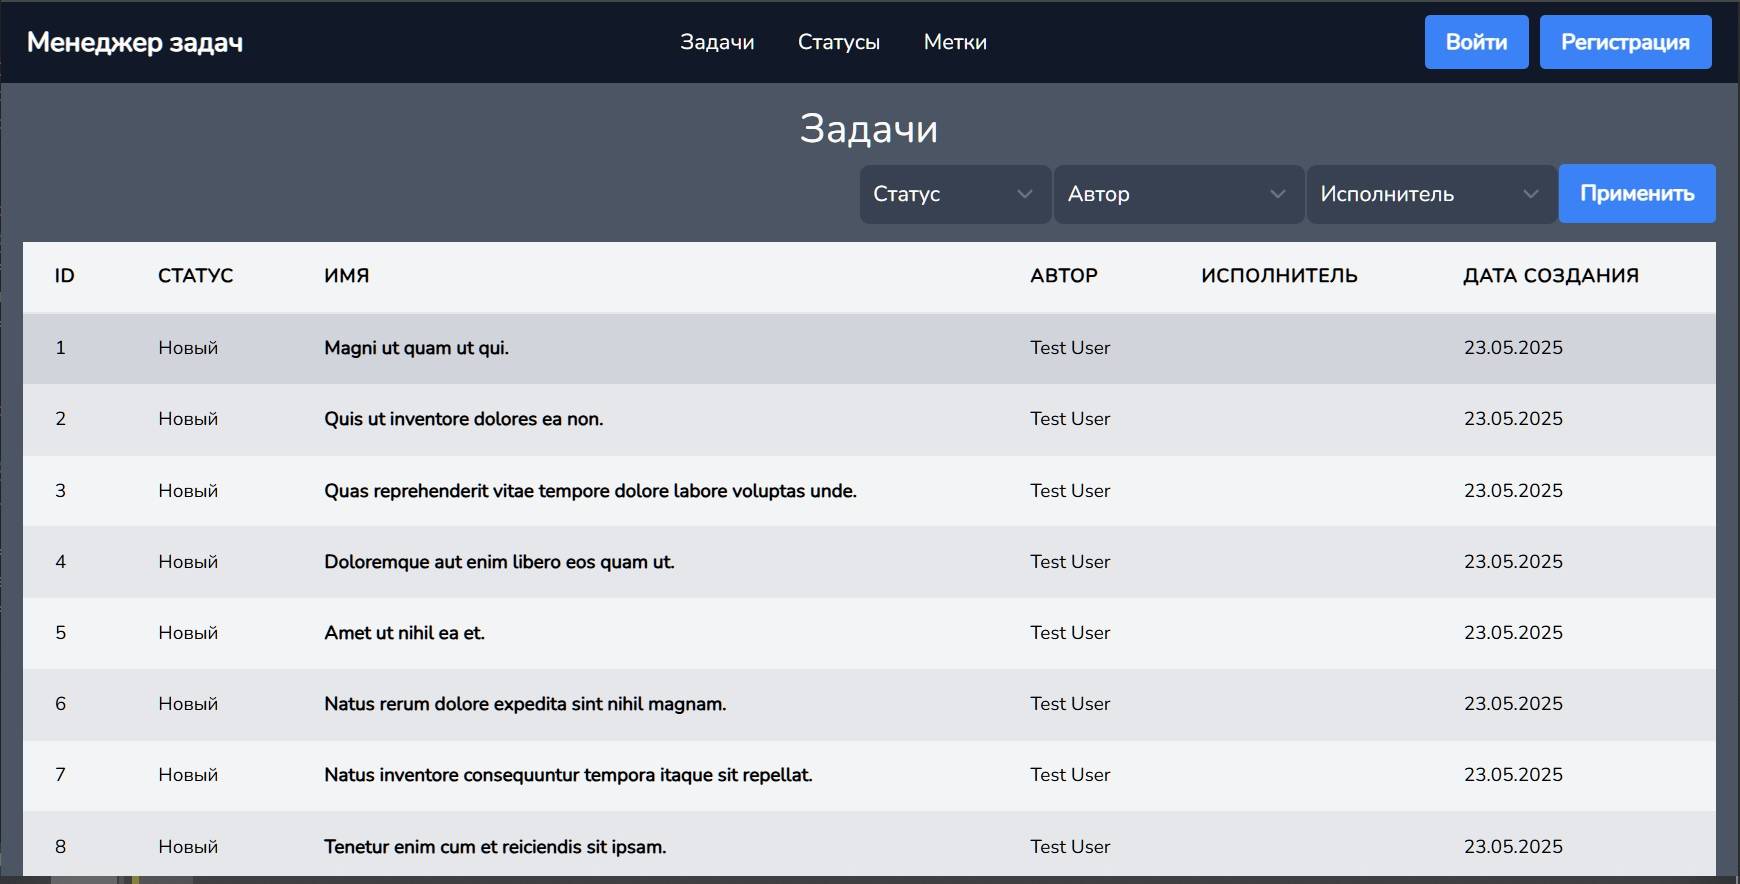 Менеджер задач Задачи Статусы Метки Войти Регистрация
Задачи
Статус Автор Исполнитель Применить
ID СТАТУС ИМЯ АВТОР ИСПОЛНИТЕЛЬ ДАТА СОЗДАНИЯ
1 Новый Magni ut quam ut qui. Test User 23.05.2025
2 Новый Quis ut inventore dolores ea non. Test User 23.05.2025
3 Новый Quas reprehenderit vitae tempore dolore labore voluptas unde. Test User 23.05.2025
4 Новый Doloremque aut enim libero eos quam ut. Test User 23.05.2025
5 Новый Amet ut nihil ea et. Test User 23.05.2025
6 Новый Natus rerum dolore expedita sint nihil magnam. Test User 23.05.2025
7 Новый Natus inventore consequuntur tempora itaque sit repellat. Test User 23.05.2025
8 Новый Tenetur enim cum et reiciendis sit ipsam. Test User 23.05.2025